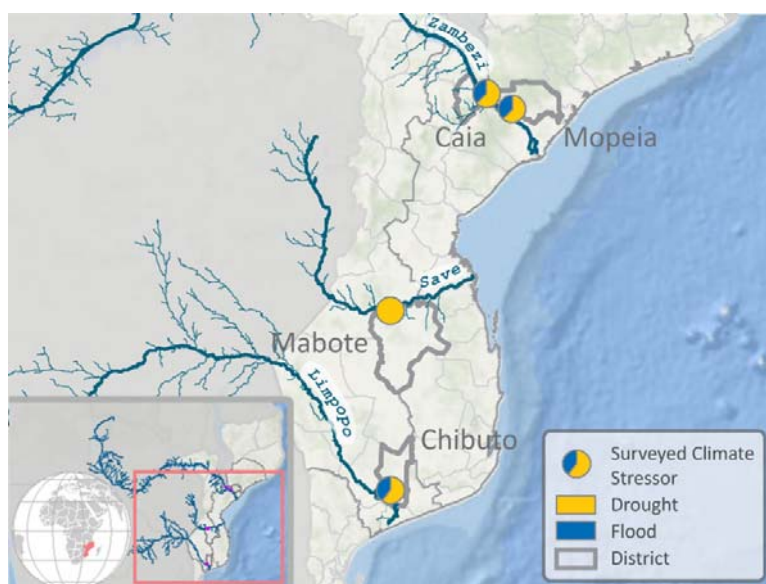 Zambezi
Caia
Mopeia
Save
Mabote
Limpopo
Chibuto
Surveyed Climate
Stressor
Drought
Flood
District